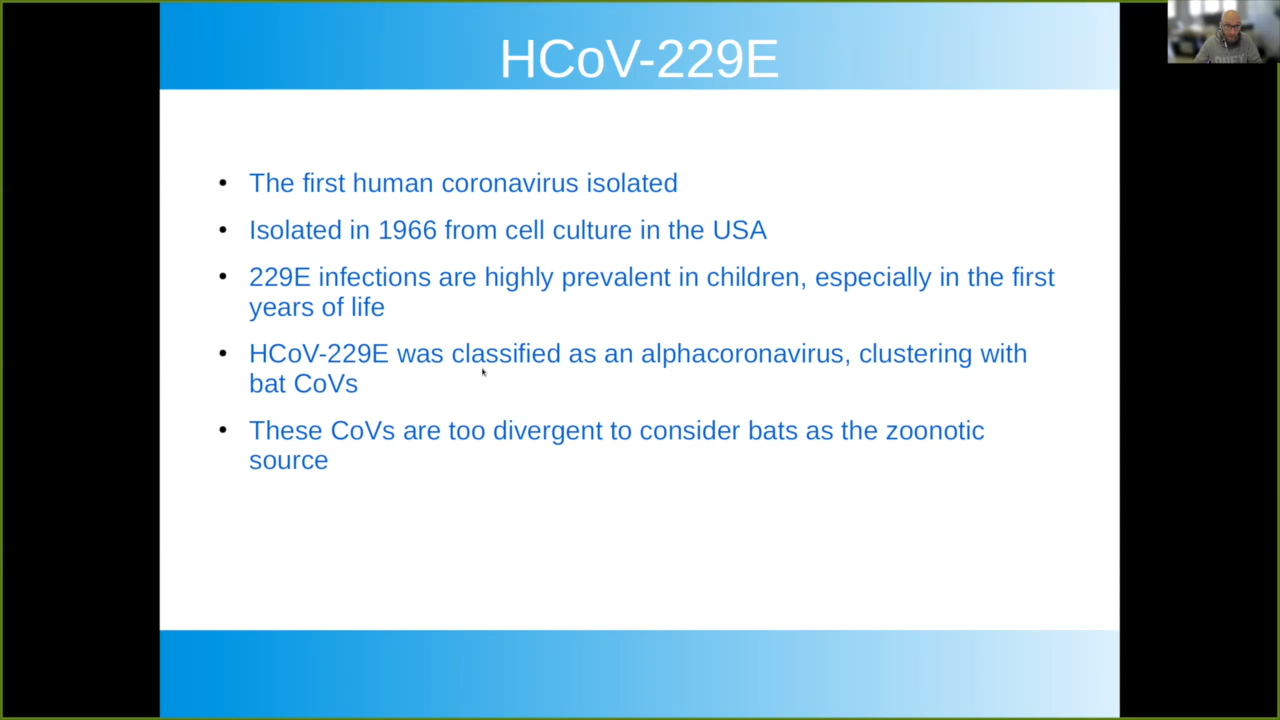 HCoV-229E
• The first human coronavirus isolated
• Isolated in 1966 from cell culture in the USA
• 229E infections are highly prevalent in children, especially in the first
years of life
• HCoV-229E was classified as an alphacoronavirus, clustering with
bat CoVs
• These CoVs are too divergent to consider bats as the zoonotic
source